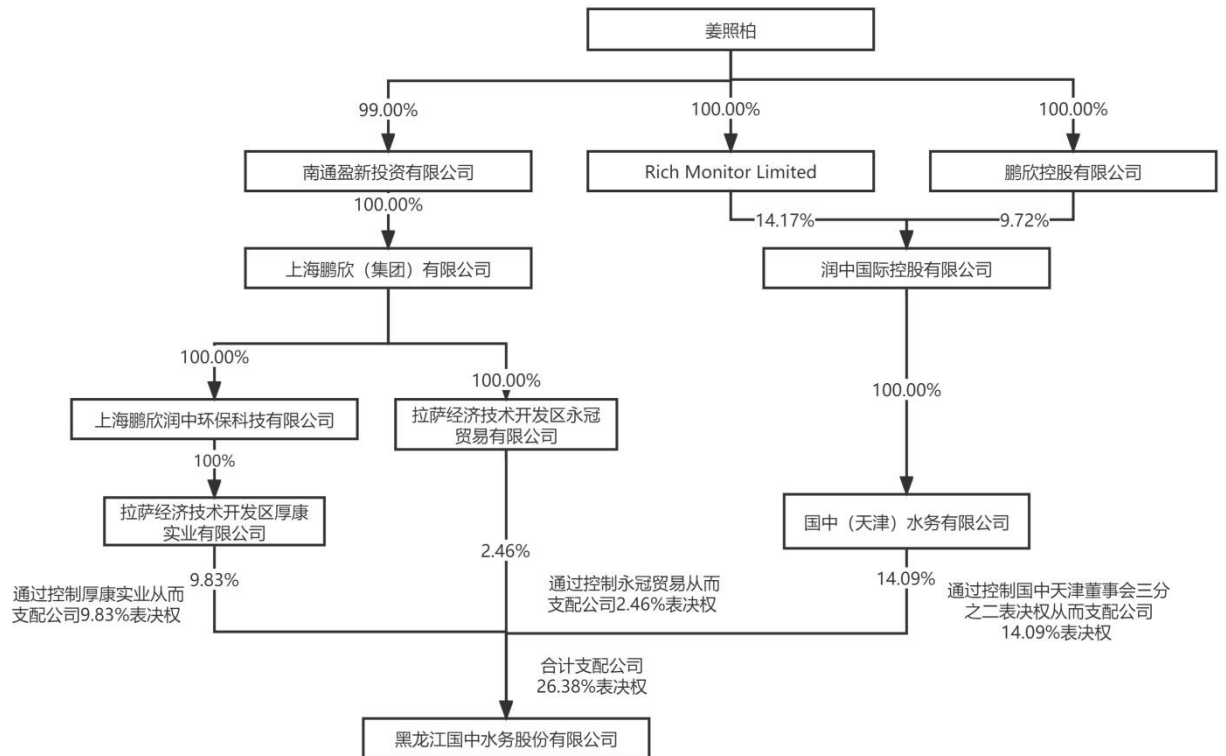 姜照柏
99.00%
100.00%
100.00%
南通盈新投资有限公司
Rich Monitor Limited
鹏欣控股有限公司
100.00%
14.17%
9.72%
上海鹏欣（集团）有限公司
润中国际控股有限公司
100.00%
100.00%
100.00%
上海鹏欣润中环保科技有限公司
拉萨经济技术开发区永冠
贸易有限公司
100%
拉萨经济技术开发区厚康
实业有限公司
国中（天津）水务有限公司
2.46%
9.83%
14.09%
通过控制厚康实业从而
支配公司9.83%表决权
通过控制永冠贸易从而
支配公司2.46%表决权
通过控制国中天津董事会三分
之二表决权从而支配公司
14.09%表决权
合计支配公司
26.38%表决权
黑龙江国中水务股份有限公司